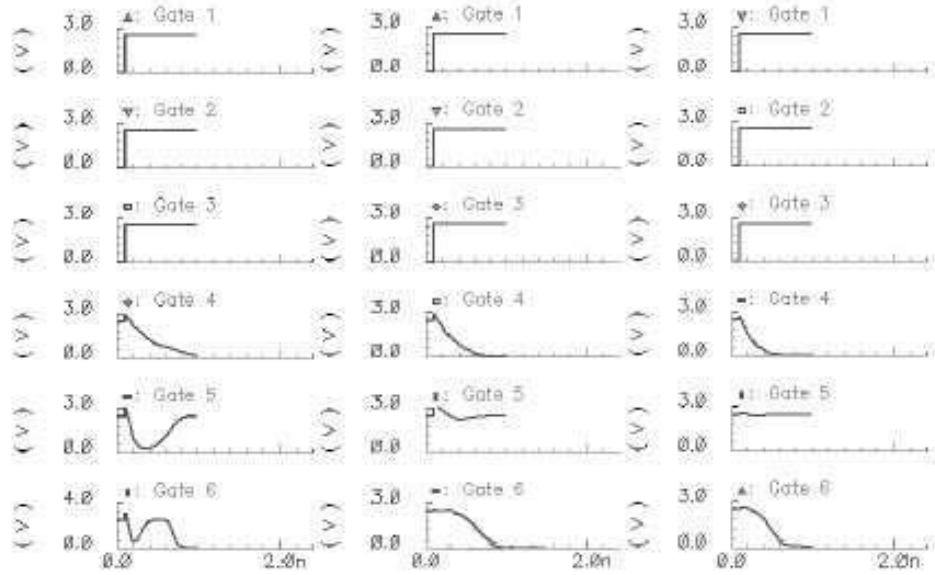 3.0 ▲: Gate 1 3.0 ▲: Gate 1 3.0 ▼: Gate 1
(V) (V) (V)
0.0 0.0 0.0
3.0 ▼: Gate 2 3.0 ▼: Gate 2 3.0 □: Gate 2
(V) (V) (V)
0.0 0.0 0.0
3.0 □: Gate 3 3.0 ◇: Gate 3 3.0 ◇: Gate 3
(V) (V) (V)
0.0 0.0 0.0
3.0 ◇: Gate 4 3.0 □: Gate 4 3.0 -: Gate 4
(V) (V) (V)
0.0 0.0 0.0
3.0 -: Gate 5 3.0 ▮: Gate 5 3.0 ▮: Gate 5
(V) (V) (V)
0.0 0.0 0.0
4.0 ▮: Gate 6 3.0 -: Gate 6 3.0 ▲: Gate 6
(V) (V) (V)
0.0 0.0 0.0
0.0 2.0n 0.0 2.0n 0.0 2.0n